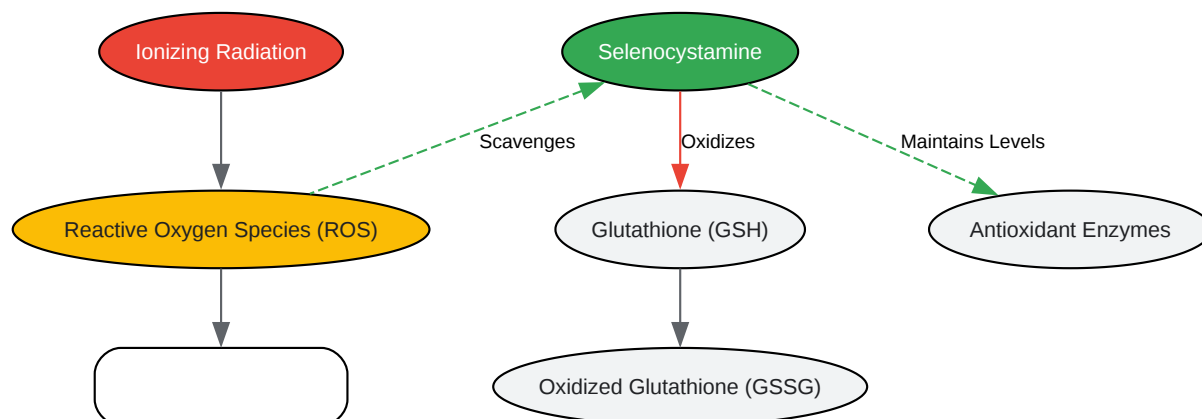 Ionizing Radiation
Selenocystamine
Scavenges
Oxidizes
Maintains Levels
Reactive Oxygen Species (ROS)
Glutathione (GSH)
Antioxidant Enzymes
Oxidized Glutathione (GSSG)